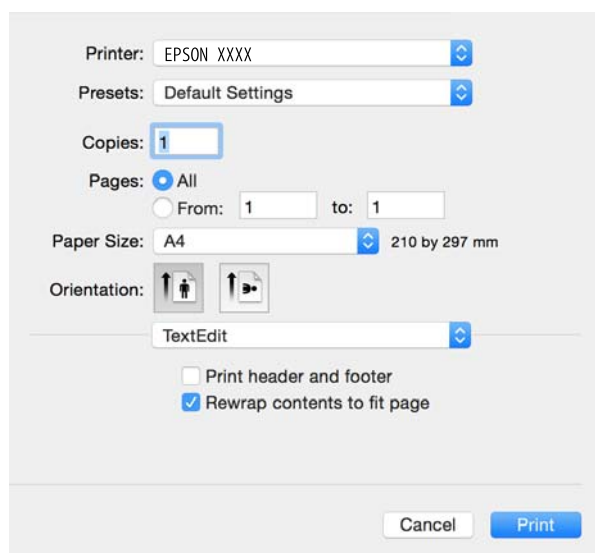 Printer: EPSON XXXX
Presets: Default Settings
Copies: 1
Pages: All
From: 1 to: 1
Paper Size: A4 210 by 297 mm
Orientation:
TextEdit
Print header and footer
Rewrap contents to fit page
Cancel Print